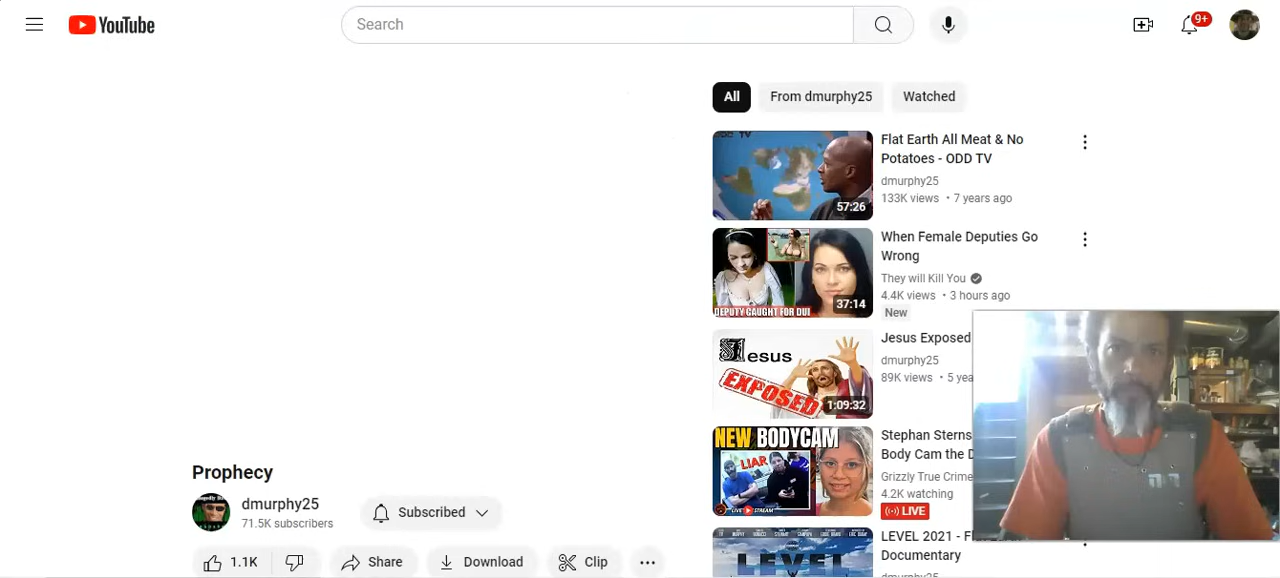 YouTube
Search
9+
All
From dmurphy25
Watched
57:26
Flat Earth All Meat & No
Potatoes - ODD TV
dmurphy25
133K views • 7 years ago
DEPUTY CAUGHT FOR DUI
37:14
When Female Deputies Go
Wrong
They will Kill You
4.4K views • 3 hours ago
New
Jesus
EXPOSED
1:09:32
Jesus Exposed
dmurphy25
89K views • 5 yea
NEW BODYCAM
LIAR
LIVE STREAM
Stephan Sterns
Body Cam the D
Grizzly True Crime
4.2K watching
LIVE
LEVEL
LEVEL 2021 - F
Documentary
dmurphy25
Prophecy
dmurphy25
71.5K subscribers
Subscribed
1.1K
Share
Download
Clip